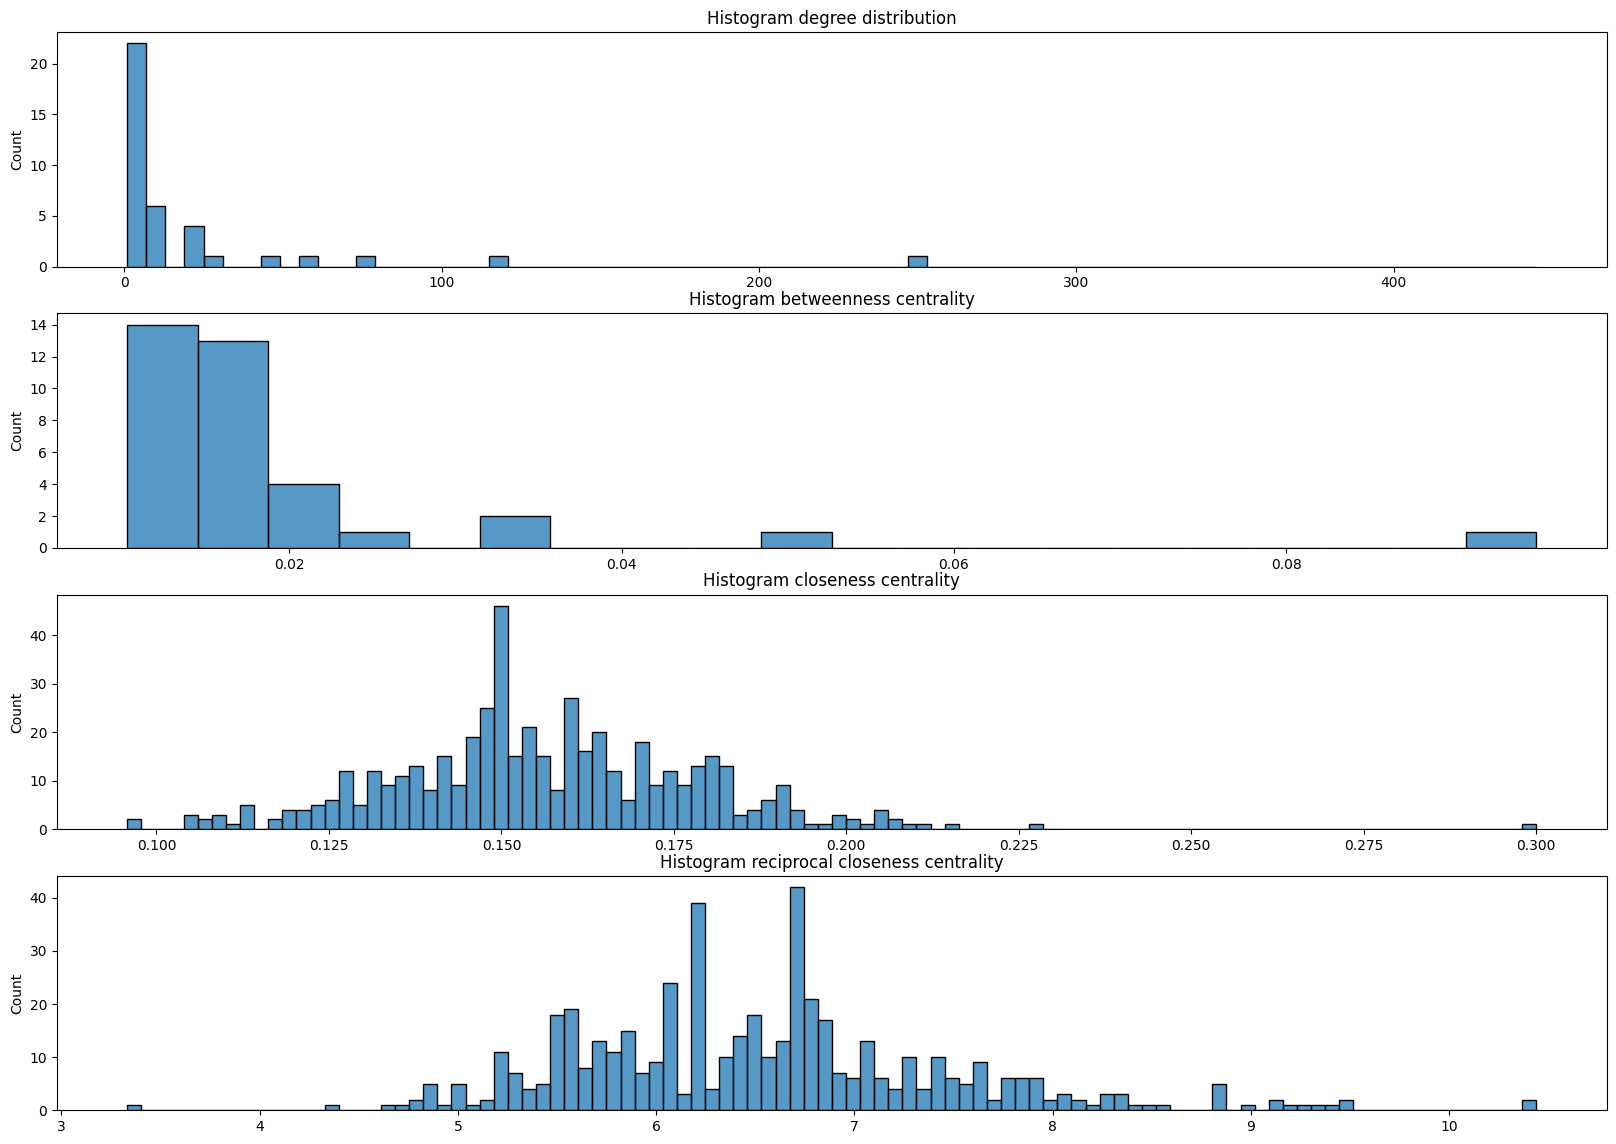 Histogram degree distribution
Count
20
15
10
5
0
0 100 200 300 400
Histogram betweenness centrality
Count
14
12
10
8
6
4
2
0
0.02 0.04 0.06 0.08
Histogram closeness centrality
Count
40
30
20
10
0
0.100 0.125 0.150 0.175 0.200 0.225 0.250 0.275 0.300
Histogram reciprocal closeness centrality
Count
40
30
20
10
0
3 4 5 6 7 8 9 10